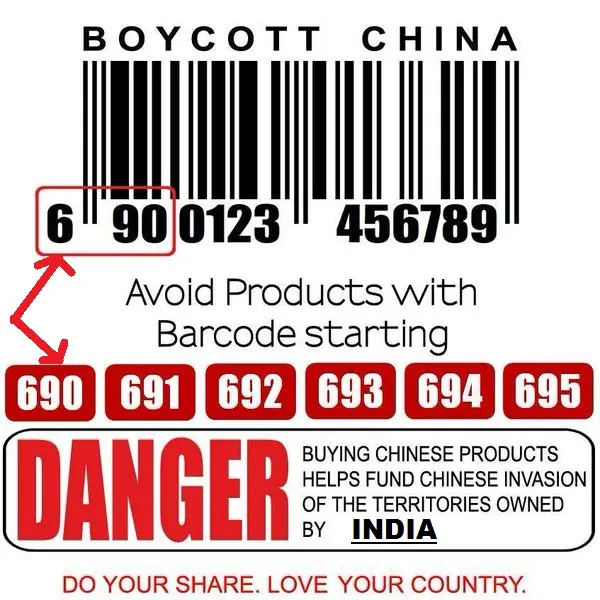 BOYCOTT CHINA
6 900123 456789
Avoid Products with
Barcode starting
690 691 692 693 694 695
DANGER
BUYING CHINESE PRODUCTS
HELPS FUND CHINESE INVASION
OF THE TERRITORIES OWNED
BY INDIA
DO YOUR SHARE. LOVE YOUR COUNTRY.